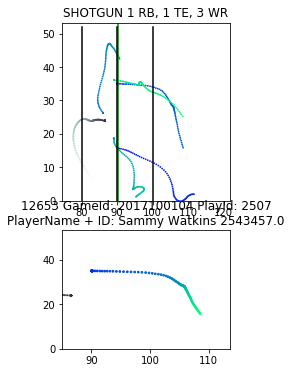 SHOTGUN 1 RB, 1 TE, 3 WR
50
40
30
20
10
0
80 90 100 110 120
12653 GameId: 2017100104 PlayId: 2507
PlayerName + ID: Sammy Watkins 2543457.0
40
20
0
90 100 110